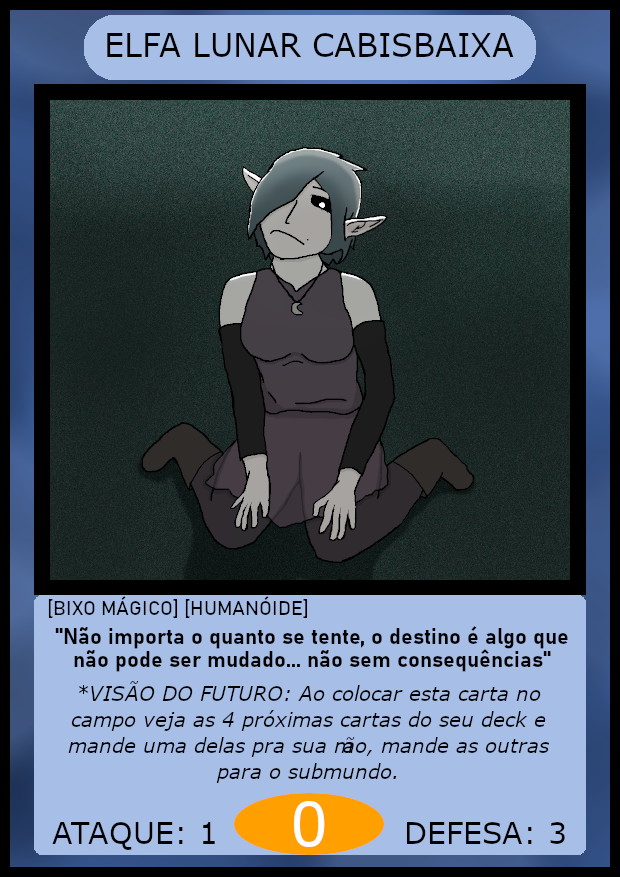 ELFA LUNAR CABISBAIXA
[BIXO MÁGICO] [HUMANÓIDE]
"Não importa o quanto se tente, o destino é algo que
não pode ser mudado... não sem consequências"
*VISÃO DO FUTURO: Ao colocar esta carta no
campo veja as 4 próximas cartas do seu deck e
mande uma delas pra sua mão, mande as outras
para o submundo.
ATAQUE: 1 0 DEFESA: 3